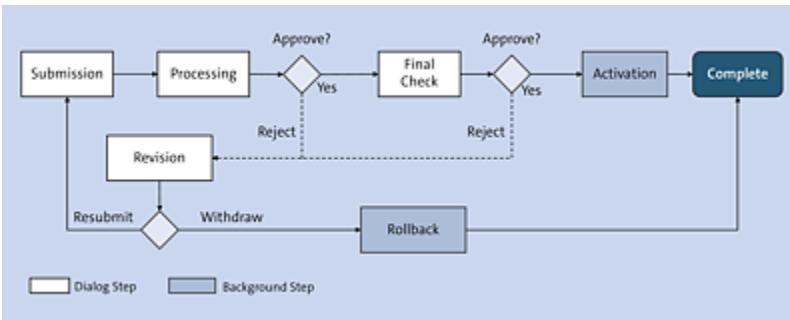 Approve?
Approve?
Submission
Processing
Yes
Final
Check
Yes
Activation
Complete
Reject
Reject
Revision
Resubmit
Withdraw
Rollback
Dialog Step
Background Step